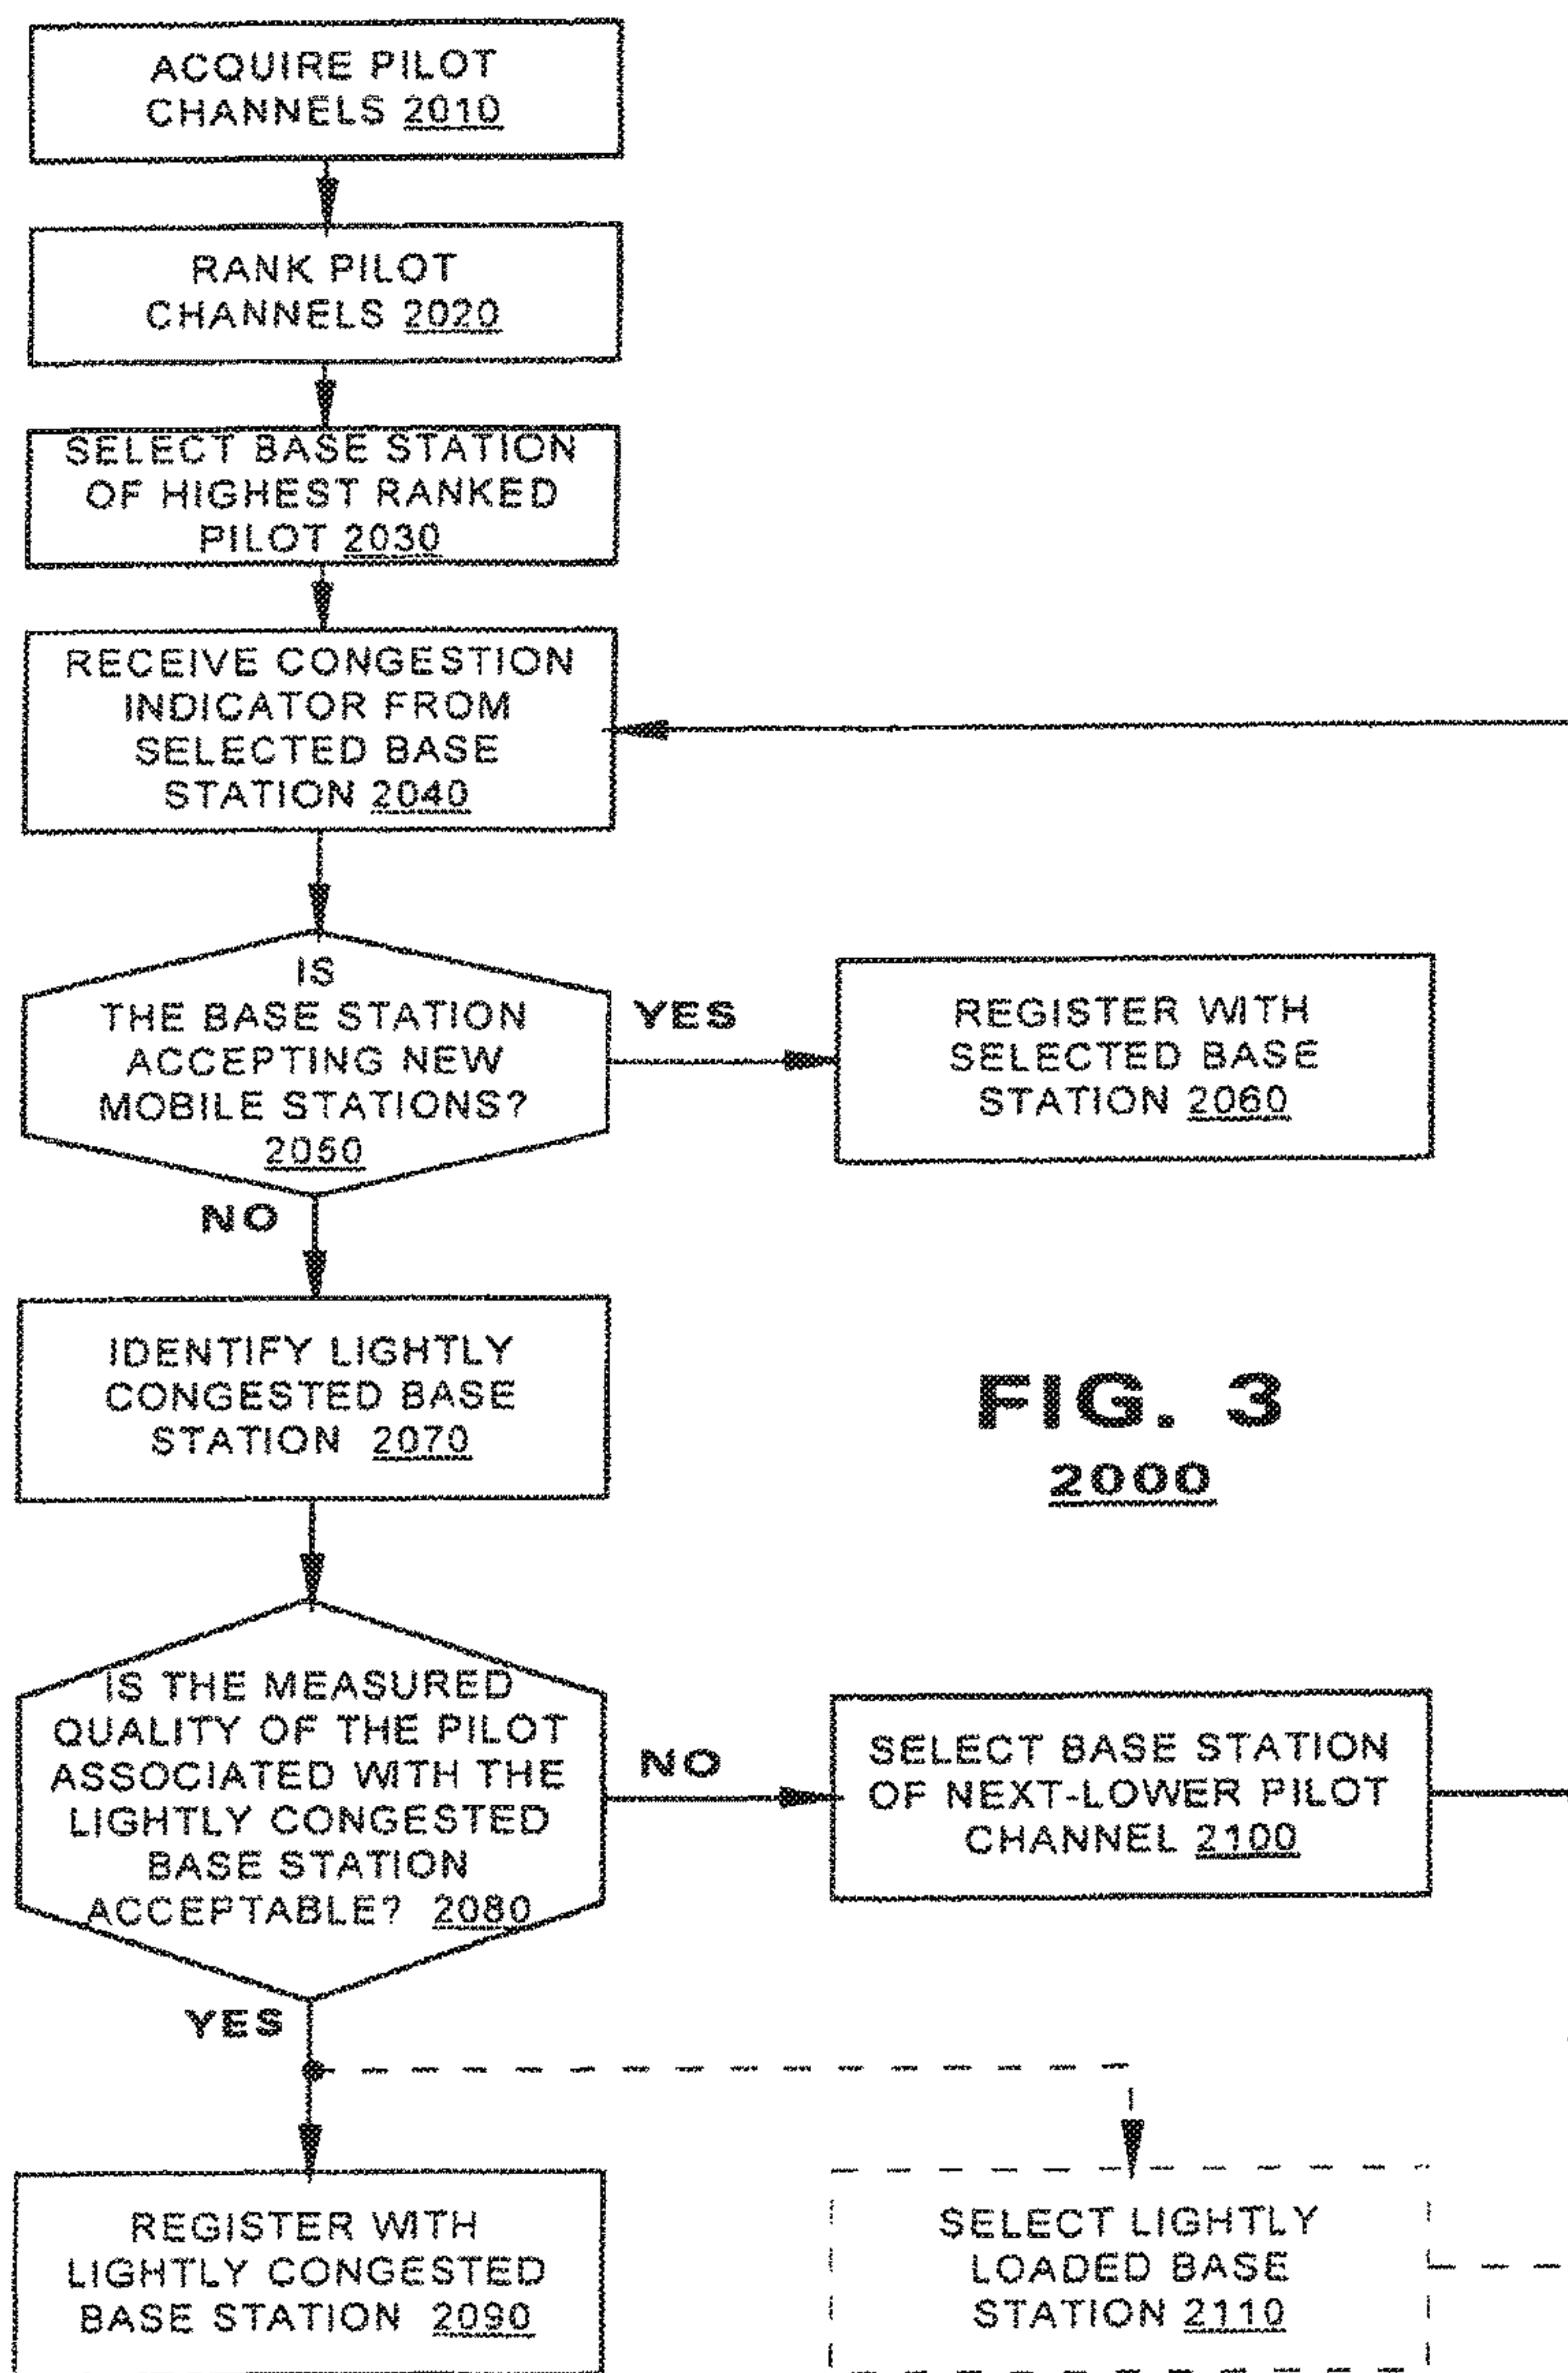 ACQUIRE PILOT
CHANNELS 2010
RANK PILOT
CHANNELS 2020
SELECT BASE STATION
OF HIGHEST RANKED
PILOT 2030
RECEIVE CONGESTION
INDICATOR FROM
SELECTED BASE
STATION 2040
IS
THE BASE STATION
ACCEPTING NEW
MOBILE STATIONS?
2050
YES
REGISTER WITH
SELECTED BASE
STATION 2060
NO
IDENTIFY LIGHTLY
CONGESTED BASE
STATION 2070
FIG. 3
2000
IS THE MEASURED
QUALITY OF THE PILOT
ASSOCIATED WITH THE
LIGHTLY CONGESTED
BASE STATION
ACCEPTABLE? 2080
NO
SELECT BASE STATION
OF NEXT-LOWER PILOT
CHANNEL 2100
YES
REGISTER WITH
LIGHTLY CONGESTED
BASE STATION 2090
SELECT LIGHTLY
LOADED BASE
STATION 2110